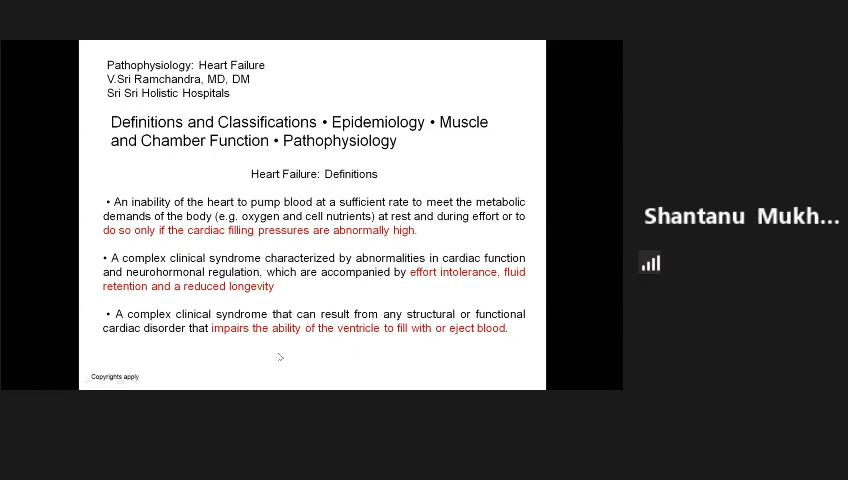 Pathophysiology: Heart Failure
V.Sri Ramchandra, MD, DM
Sri Sri Holistic Hospitals
Definitions and Classifications • Epidemiology • Muscle
and Chamber Function • Pathophysiology
Heart Failure: Definitions
• An inability of the heart to pump blood at a sufficient rate to meet the metabolic
demands of the body (e.g. oxygen and cell nutrients) at rest and during effort or to
do so only if the cardiac filling pressures are abnormally high.
• A complex clinical syndrome characterized by abnormalities in cardiac function
and neurohormonal regulation, which are accompanied by effort intolerance, fluid
retention and a reduced longevity
• A complex clinical syndrome that can result from any structural or functional
cardiac disorder that impairs the ability of the ventricle to fill with or eject blood.
Copyrights apply
Shantanu Mukh...